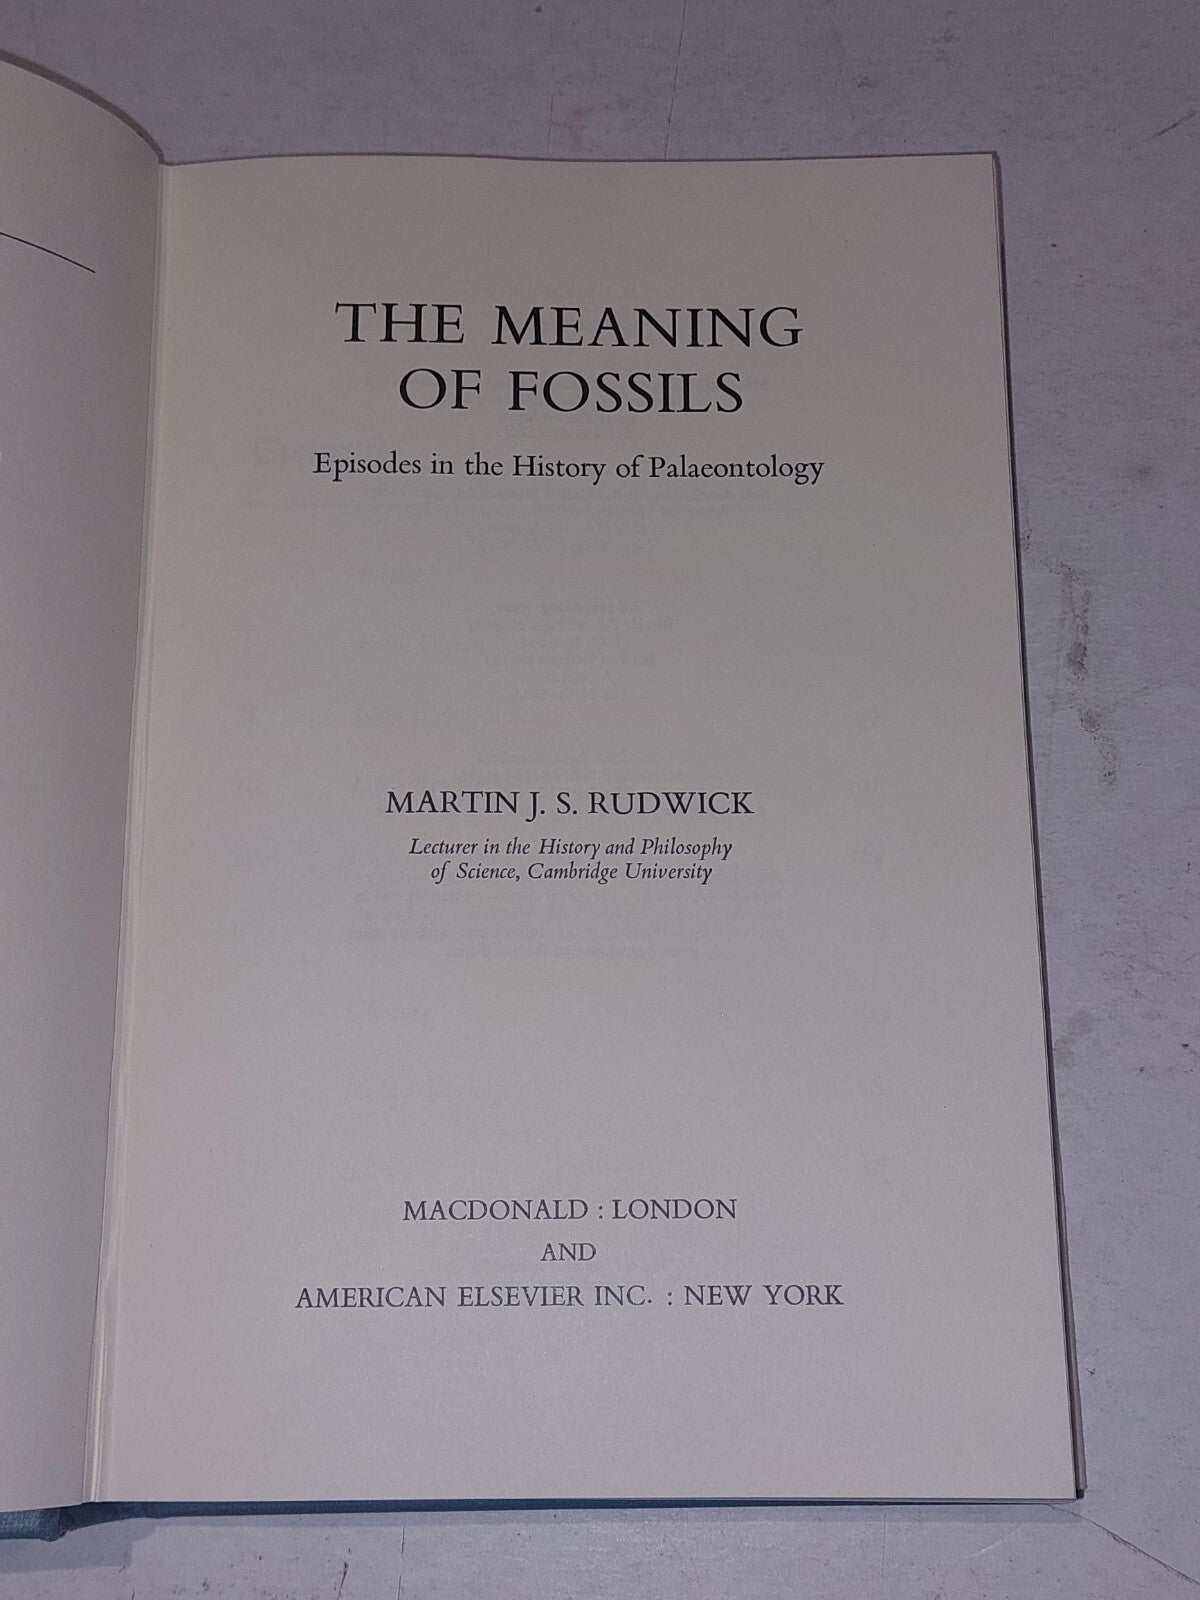 THE MEANING
OF FOSSILS
Episodes in the History of Palaeontology
MARTIN J. S. RUDWICK
Lecturer in the History and Philosophy
of Science, Cambridge University
MACDONALD : LONDON
AND
AMERICAN ELSEVIER INC. : NEW YORK